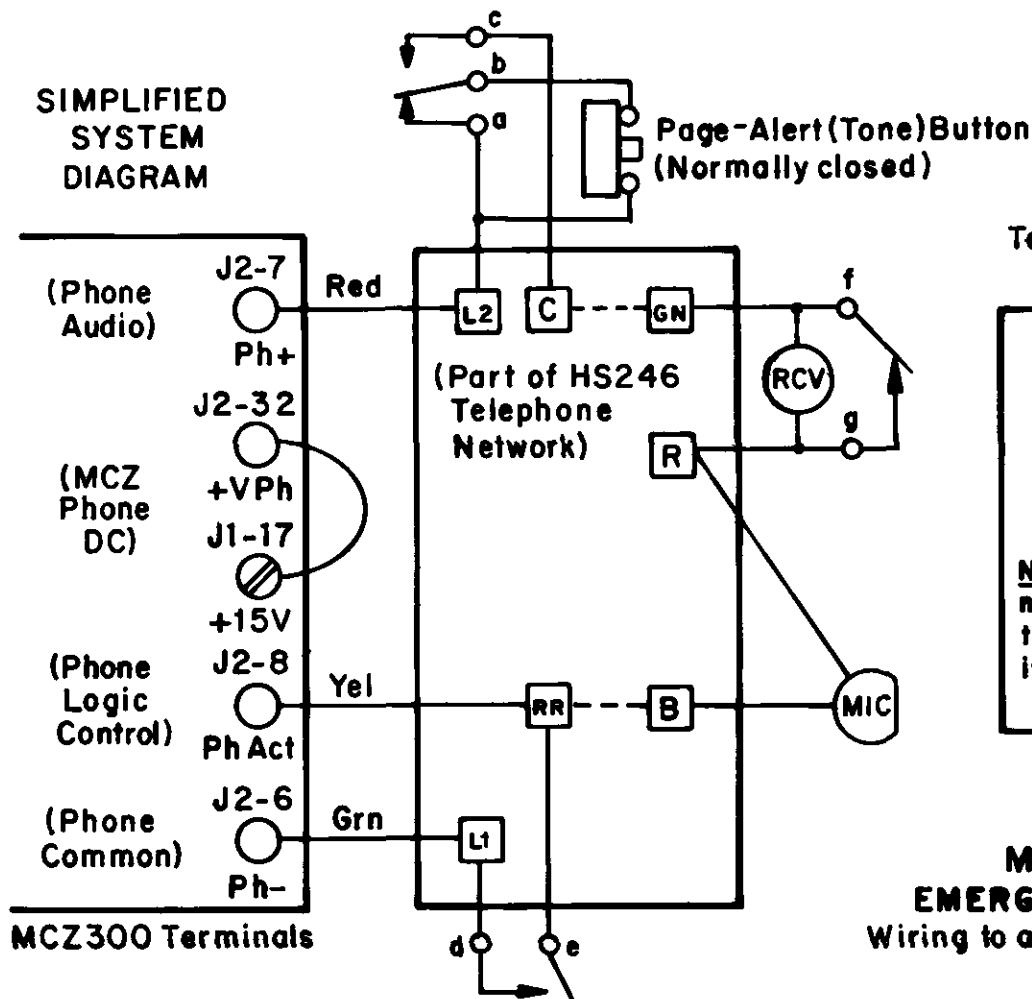 SIMPLIFIED
SYSTEM
DIAGRAM
c
b
a
Page-Alert (Tone) Button
(Normally closed)
(Phone
Audio)
J2-7
Ph+
Red
L2
C
GN
f
RCV
g
R
(Part of HS246
Telephone
Network)
J2-32
+VPh
(MCZ
Phone
DC)
J1-17
+15V
(Phone
Logic
Control)
J2-8
Ph Act
Yel
RR
B
MIC
(Phone
Common)
J2-6
Ph-
Grn
L1
d
e
MCZ300 Terminals
Te
N
m
t
i
M
EMERG
Wiring to a